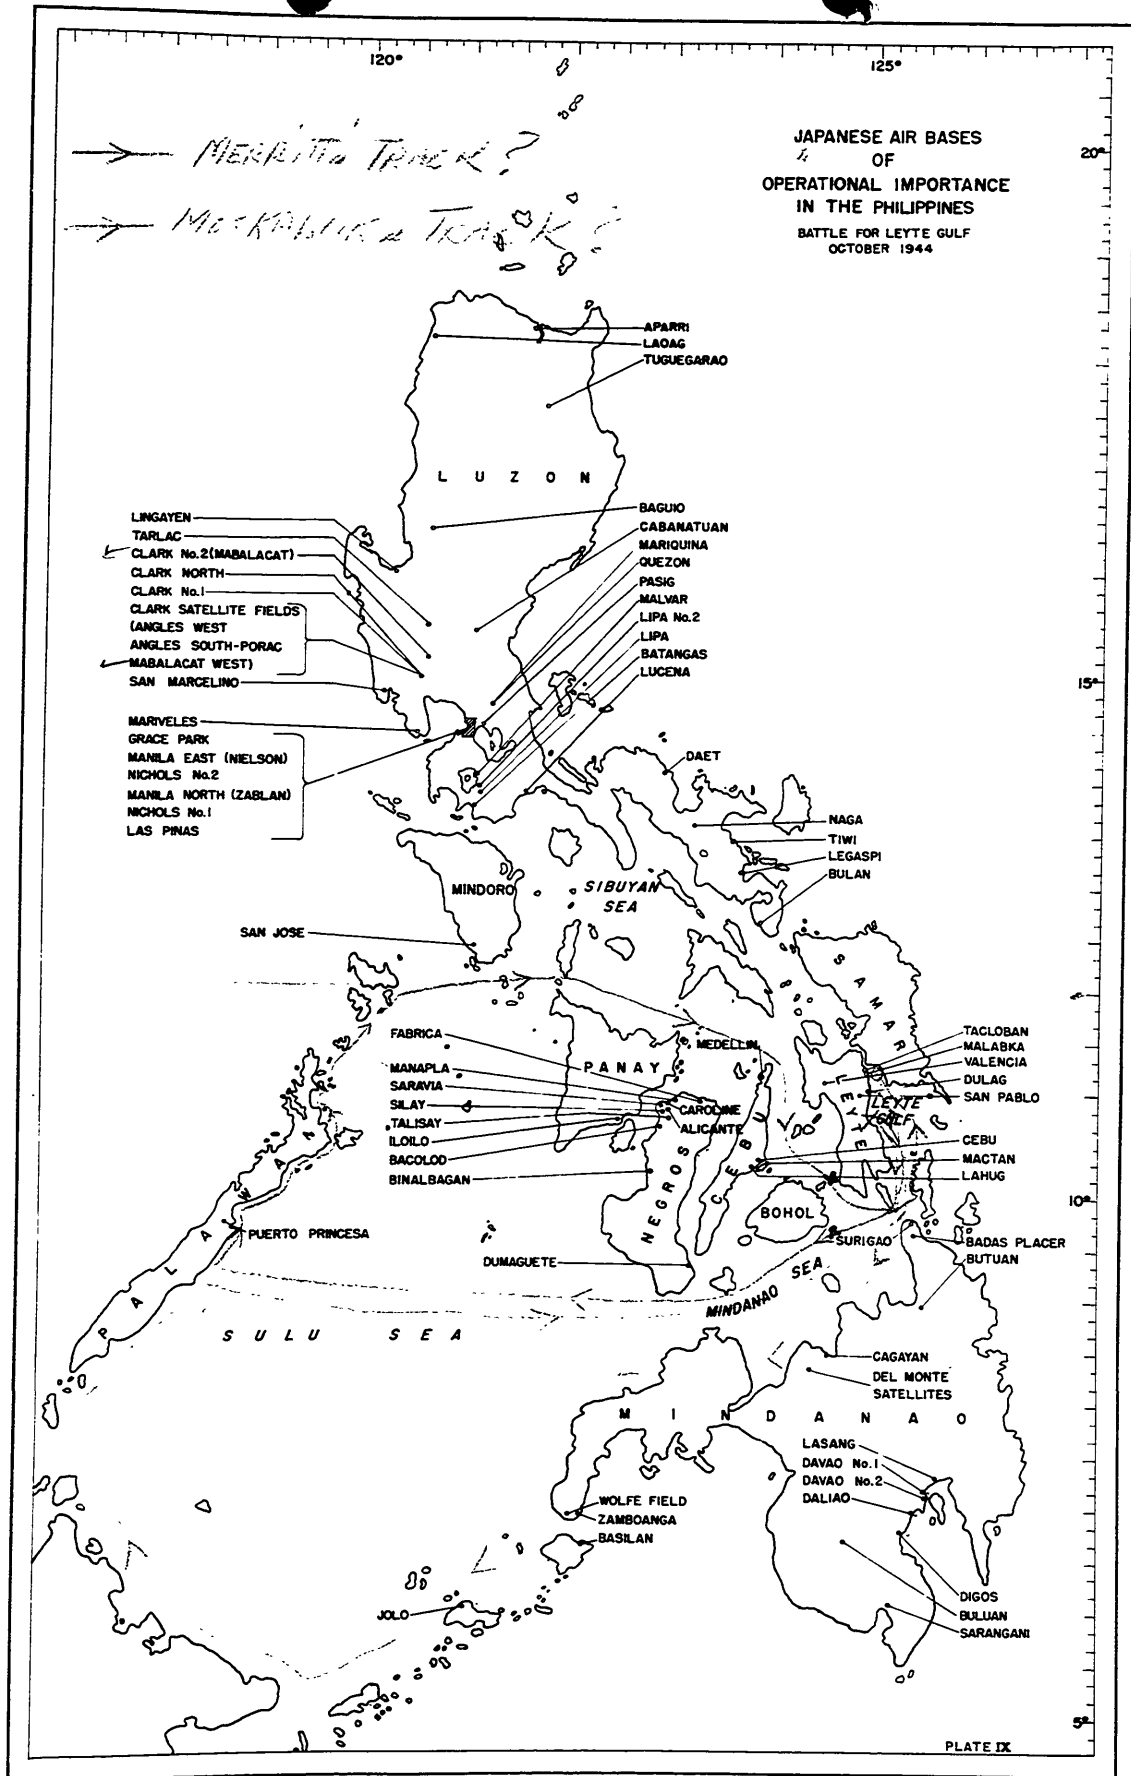 120°
125°
MERRITT'S TRACK?
TRACK?
JAPANESE AIR BASES
OF
OPERATIONAL IMPORTANCE
IN THE PHILIPPINES
BATTLE FOR LEYTE GULF
OCTOBER 1944
20°
APARRI
LAOAG
TUGUEGARAO
LUZON
LINGAYEN
TARLAC
CLARK No.2(MABALACAT)
CLARK NORTH
CLARK No.1
CLARK SATELLITE FIELDS
(ANGLES WEST
ANGLES SOUTH-PORAC
MABALACAT WEST)
SAN MARCELINO
MARIVELES
GRACE PARK
MANILA EAST (NIELSON)
NICHOLS No.2
MANILA NORTH (ZABLAN)
NICHOLS No.1
LAS PINAS
BAGUIO
CABANATUAN
MARIQUINA
QUEZON
PASIG
MALVAR
LIPA No.2
LIPA
BATANGAS
LUCENA
15°
DAET
NAGA
TIWI
LEGASPI
BULAN
MINDORO
SIBUYAN
SEA
SAN JOSE
SAMAR
FABRICA
MANAPLA
SARAVIA
SILAY
TALISAY
ILOILO
BACOLOD
BINALBAGAN
PANAY
MEDELLIN
CAROLINE
ALICANTE
TACLOBAN
MALABKA
VALENCIA
DULAG
SAN PABLO
LEYTE
LEYTE
GULF
CEBU
MACTAN
LAHUG
CEBU
NEGROS
BOHOL
10°
PALAWAN
PUERTO PRINCESA
DUMAGUETE
SURIGAO
BADAS PLACER
BUTUAN
MINDANAO SEA
SULU SEA
CAGAYAN
DEL MONTE
SATELLITES
MINDANAO
LASANG
DAVAO No.1
DAVAO No.2
DALIAO
WOLFE FIELD
ZAMBOANGA
BASILAN
JOLO
DIGOS
BULUAN
SARANGANI
5°
PLATE IX